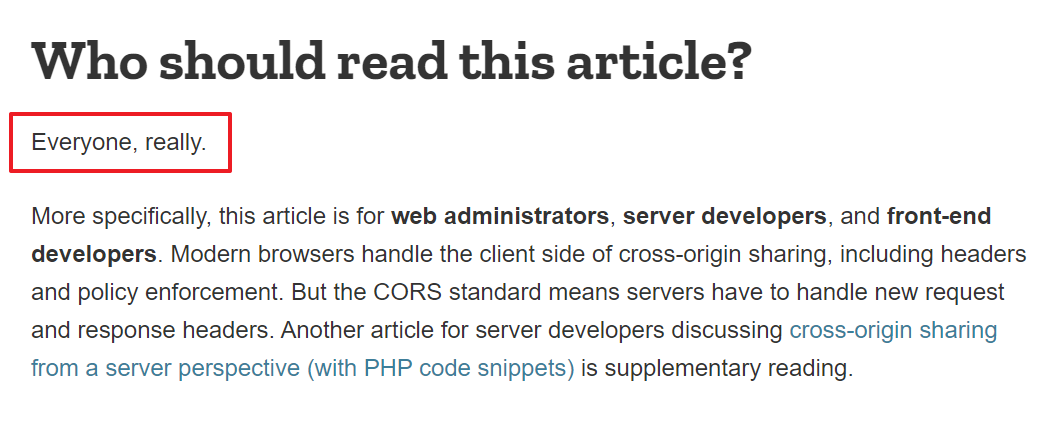 Who should read this article?
Everyone, really.
More specifically, this article is for web administrators, server developers, and front-end
developers. Modern browsers handle the client side of cross-origin sharing, including headers
and policy enforcement. But the CORS standard means servers have to handle new request
and response headers. Another article for server developers discussing cross-origin sharing
from a server perspective (with PHP code snippets) is supplementary reading.